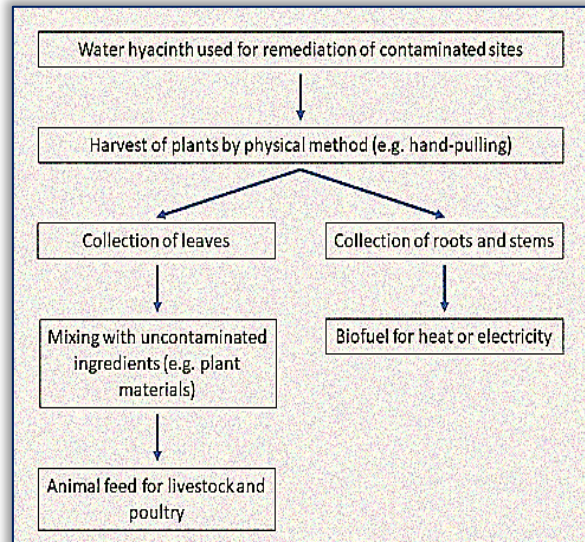 Water hyacinth used for remediation of contaminated sites
Harvest of plants by physical method (e.g. hand-pulling)
Collection of leaves
Collection of roots and stems
Mixing with uncontaminated
ingredients (e.g. plant
materials)
Biofuel for heat or electricity
Animal feed for livestock and
poultry